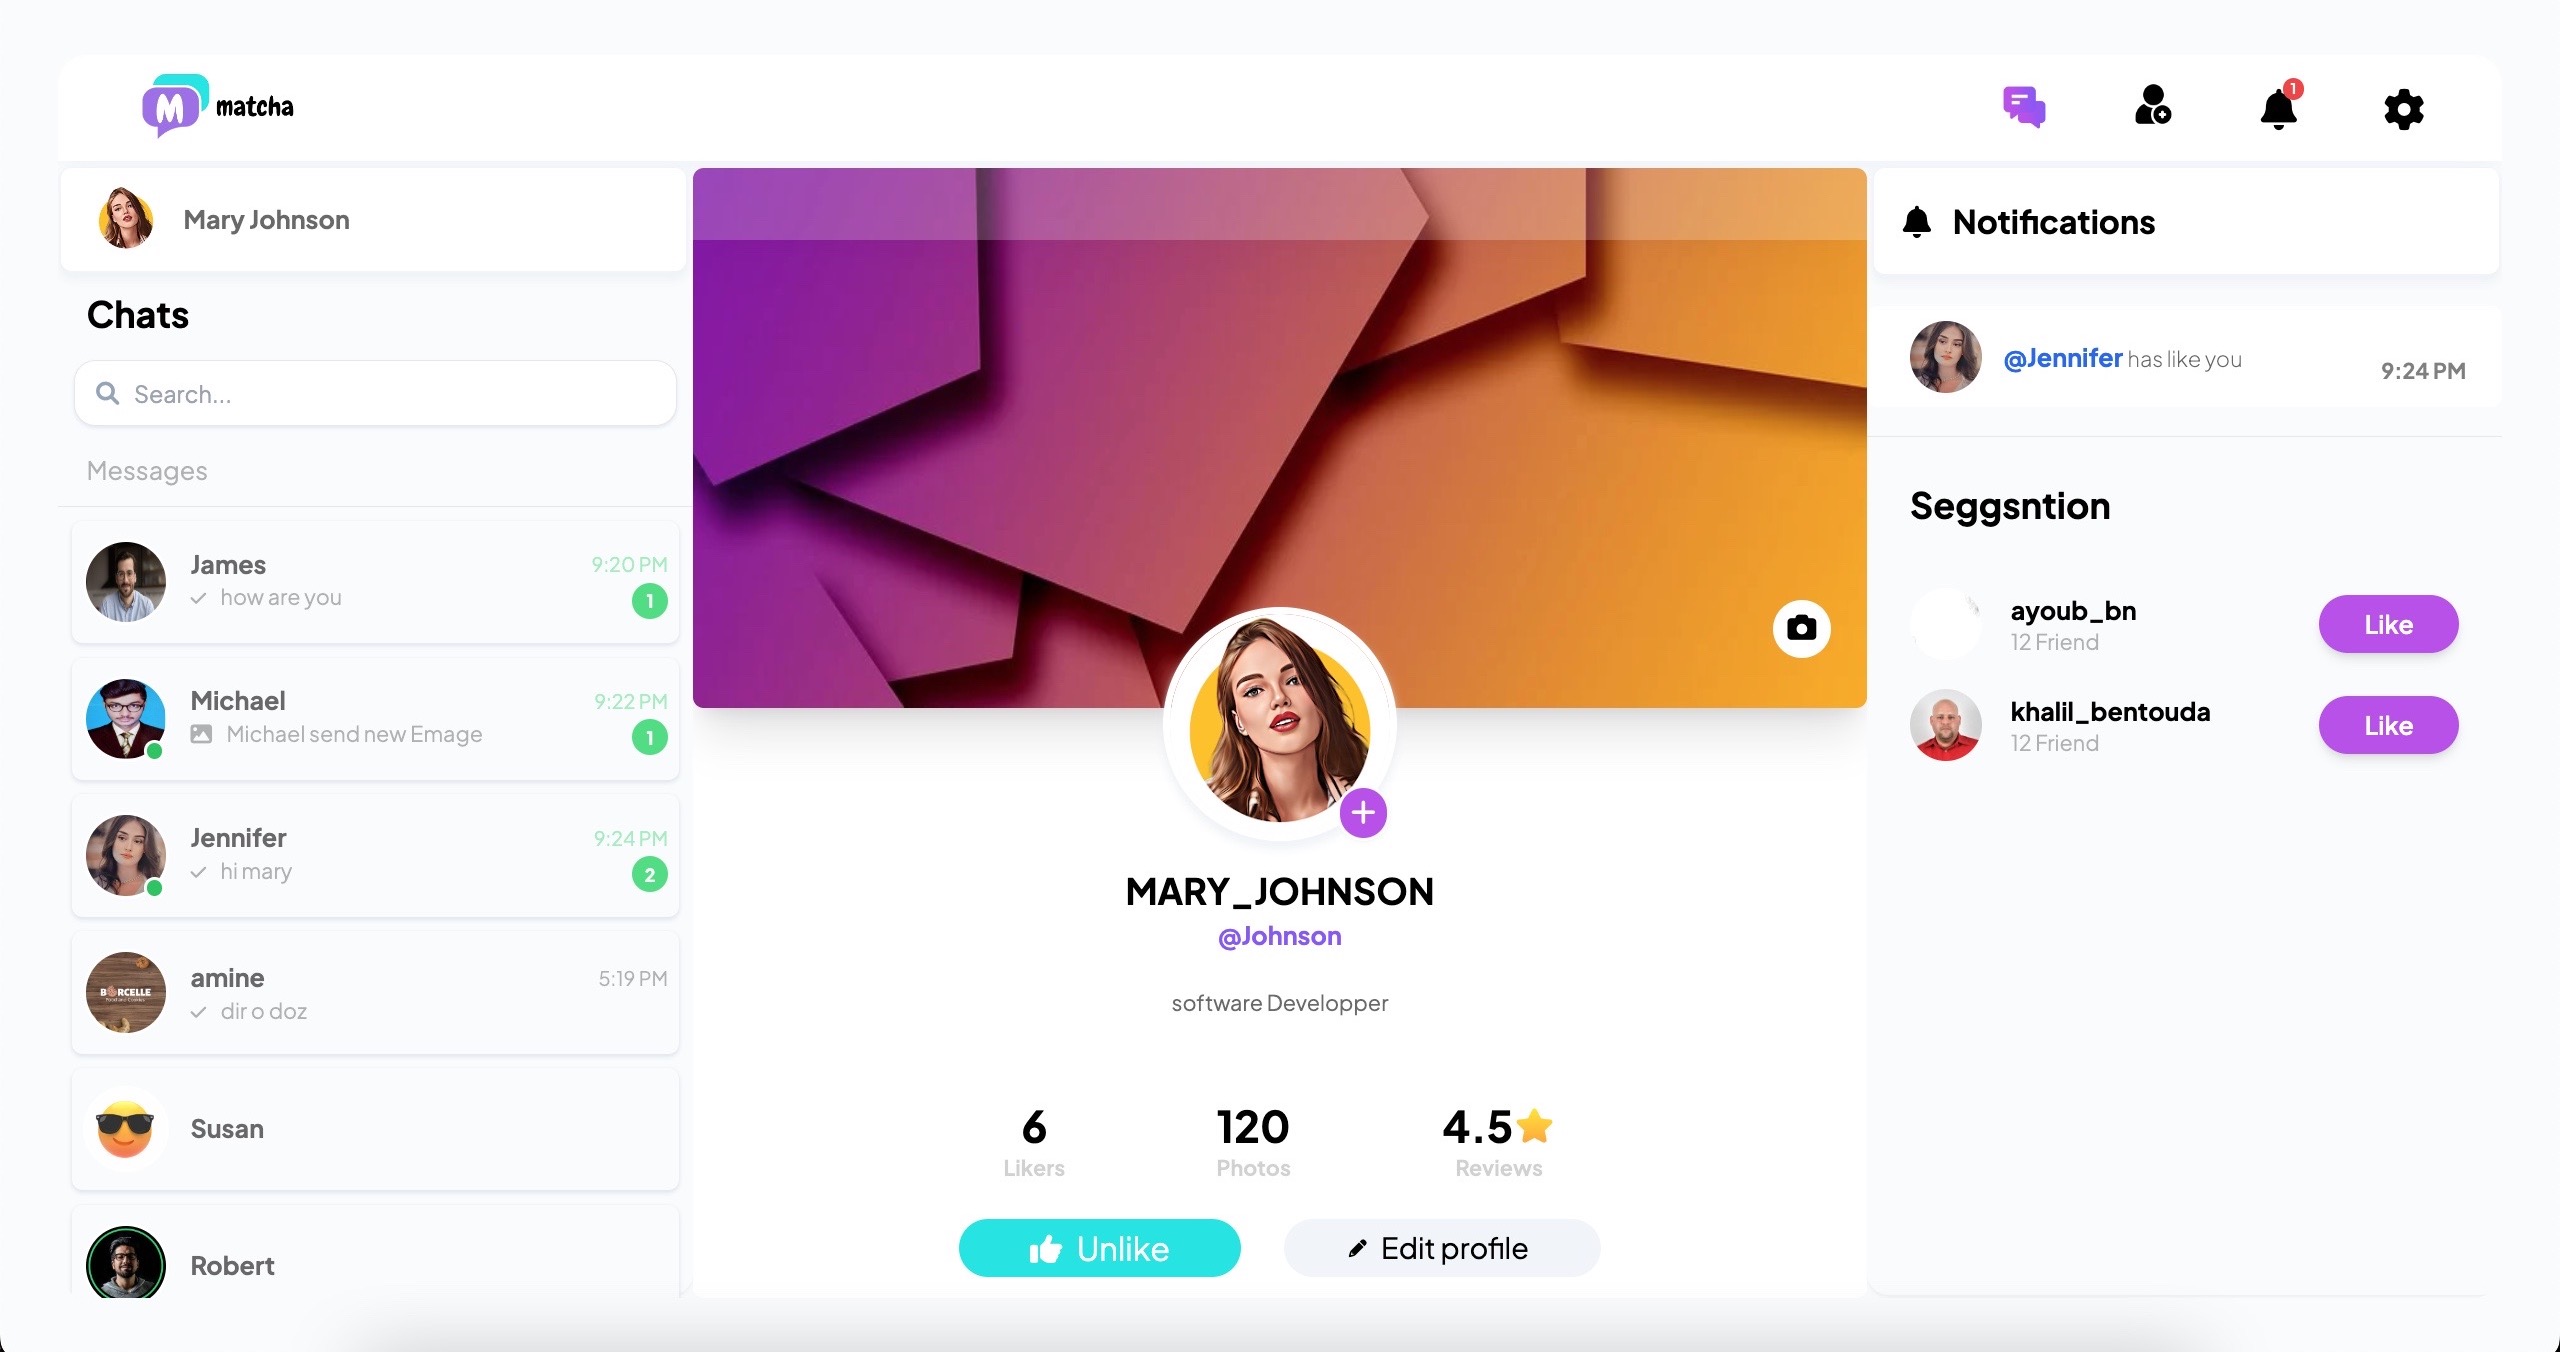 M matcha
1
Mary Johnson
Chats
Search...
Messages
James
9:20 PM
how are you
1
Michael
9:22 PM
Michael send new Emage
1
Jennifer
9:24 PM
hi mary
2
amine
5:19 PM
dir o doz
BORCELLE
Susan
Robert
MARY_JOHNSON
@Johnson
software Developper
6
Likers
120
Photos
4.5
Reviews
Unlike
Edit profile
Notifications
@Jennifer has like you
9:24 PM
Seggsntion
ayoub_bn
12 Friend
Like
khalil_bentouda
12 Friend
Like